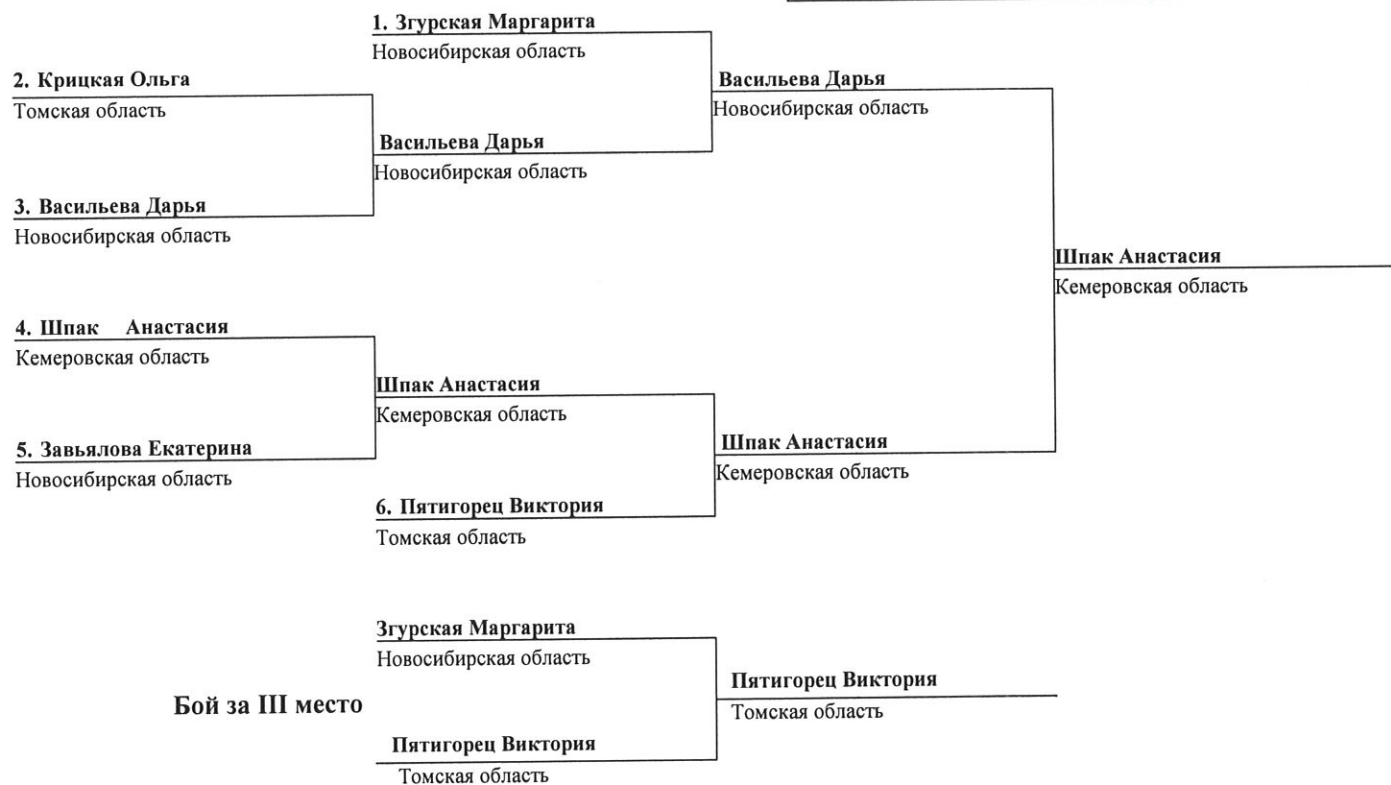 1. Згурская Маргарита
Новосибирская область
2. Крицкая Ольга
Томская область
Васильева Дарья
Новосибирская область
Васильева Дарья
Новосибирская область
3. Васильева Дарья
Новосибирская область
Шпак Анастасия
Кемеровская область
4. Шпак Анастасия
Кемеровская область
Шпак Анастасия
Кемеровская область
5. Завьялова Екатерина
Новосибирская область
Шпак Анастасия
Кемеровская область
6. Пятигорец Виктория
Томская область
Згурская Маргарита
Новосибирская область
Бой за III место
Пятигорец Виктория
Томская область
Пятигорец Виктория
Томская область